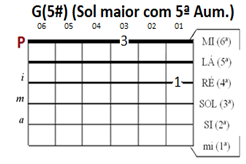 G(5#) (Sol maior com 5ª Aum.)
06 05 04 03 02 01
P 3 MI (6ª)
LÁ (5ª)
i 1 RÉ (4ª)
m SOL (3ª)
a SI (2ª)
mi (1ª)